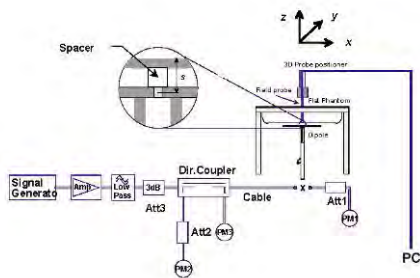 z
y
x
Spacer
s
3D Probe positioner
Field probe
Flat Phantom
Dipole
Signal
Generato
Amp
Low
Pass
3dB
Att3
Dir.Coupler
Cable
x
Att1
PM1
Att2
PM3
PM2
PC